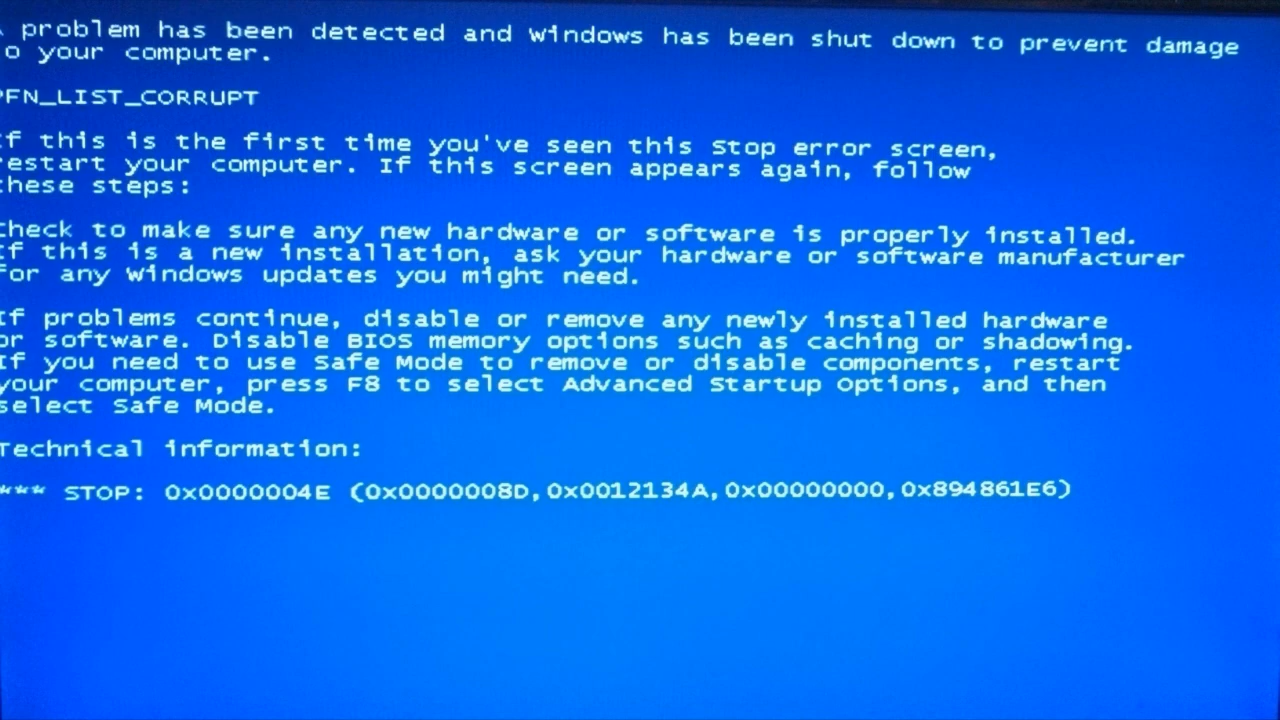 problem has been detected and windows has been shut down to prevent damage
o your computer.
PFN_LIST_CORRUPT
If this is the first time you've seen this Stop error screen,
restart your computer. If this screen appears again, follow
these steps:
Check to make sure any new hardware or software is properly installed.
If this is a new installation, ask your hardware or software manufacturer
for any windows updates you might need.
If problems continue, disable or remove any newly installed hardware
or software. Disable BIOS memory options such as caching or shadowing.
If you need to use Safe Mode to remove or disable components, restart
your computer, press F8 to select Advanced Startup Options, and then
select Safe Mode.
Technical information:
*** STOP: 0x0000004E (0x0000008D,0x0012134A,0x00000000,0x894861E6)